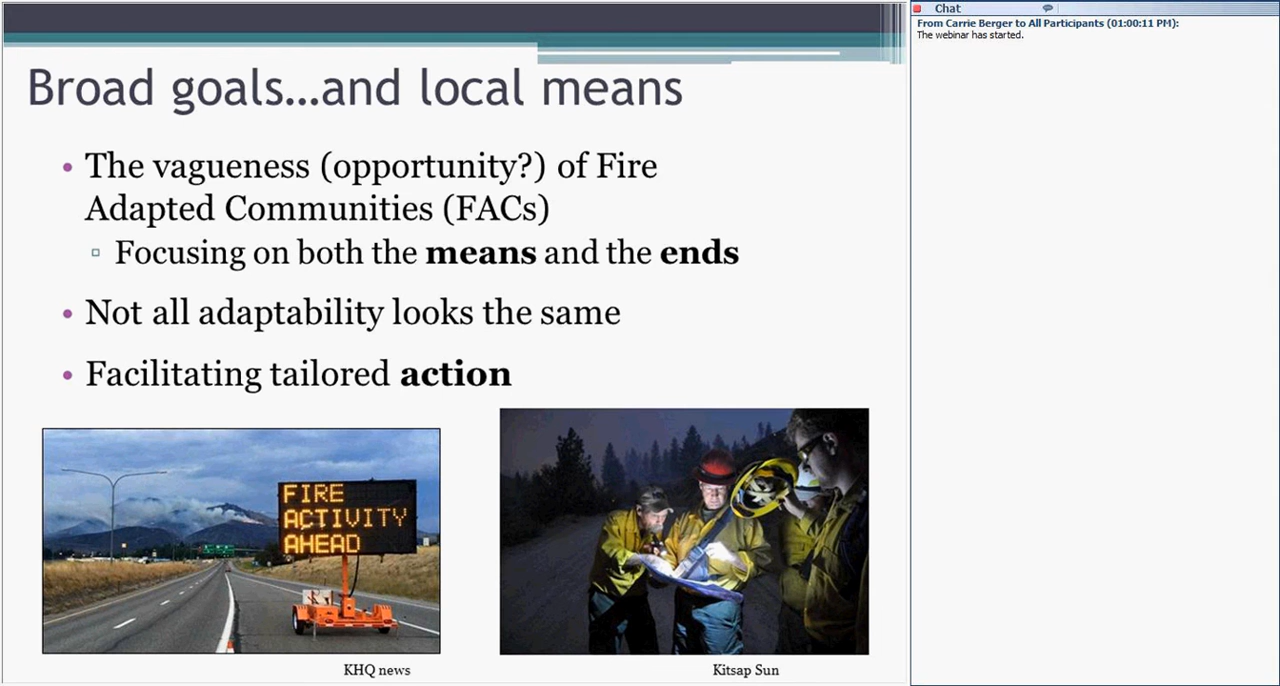 Broad goals...and local means
• The vagueness (opportunity?) of Fire
Adapted Communities (FACs)
Focusing on both the means and the ends
• Not all adaptability looks the same
• Facilitating tailored action
FIRE
ACTIVITY
AHEAD
KHQ news
Kitsap Sun
Chat
From Carrie Berger to All Participants (01:00:11 PM):
The webinar has started.